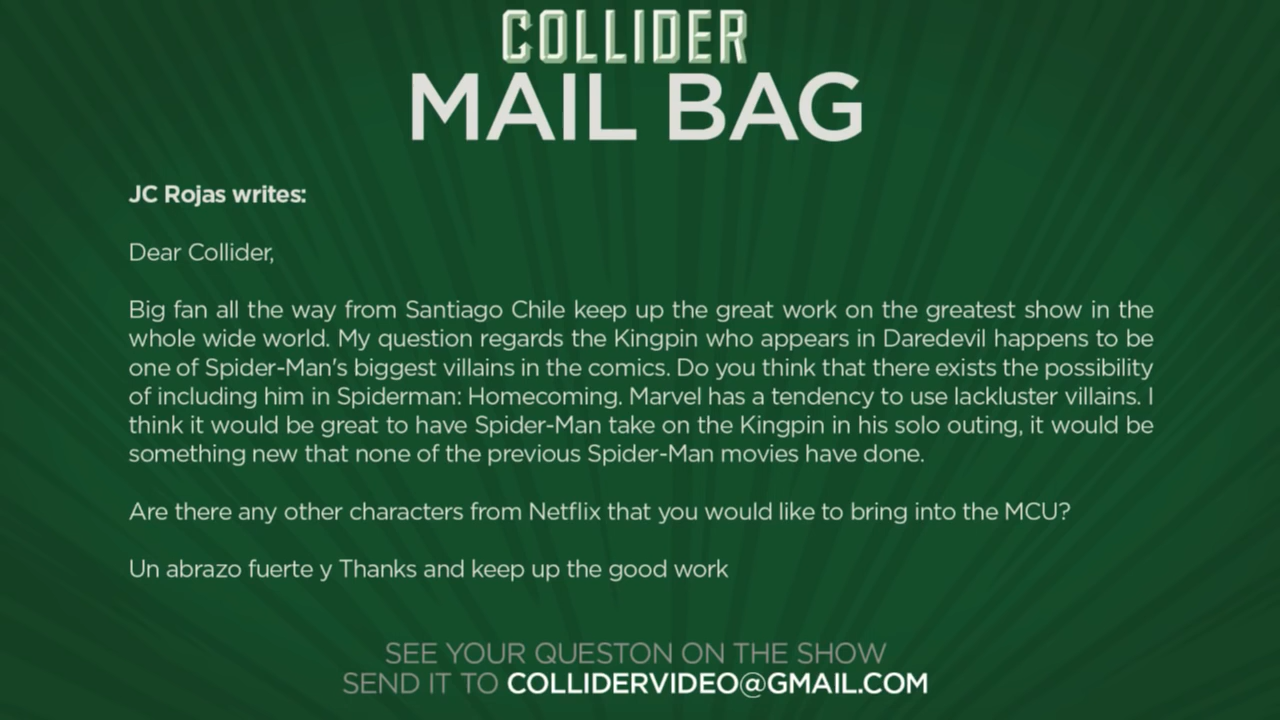 COLLIDER
MAIL BAG
JC Rojas writes:
Dear Collider,
Big fan all the way from Santiago Chile keep up the great work on the greatest show in the
whole wide world. My question regards the Kingpin who appears in Daredevil happens to be
one of Spider-Man's biggest villains in the comics. Do you think that there exists the possibility
of including him in Spiderman: Homecoming. Marvel has a tendency to use lackluster villains. I
think it would be great to have Spider-Man take on the Kingpin in his solo outing, it would be
something new that none of the previous Spider-Man movies have done.
Are there any other characters from Netflix that you would like to bring into the MCU?
Un abrazo fuerte y Thanks and keep up the good work
SEE YOUR QUESTON ON THE SHOW
SEND IT TO COLLIDERVIDEO@GMAIL.COM